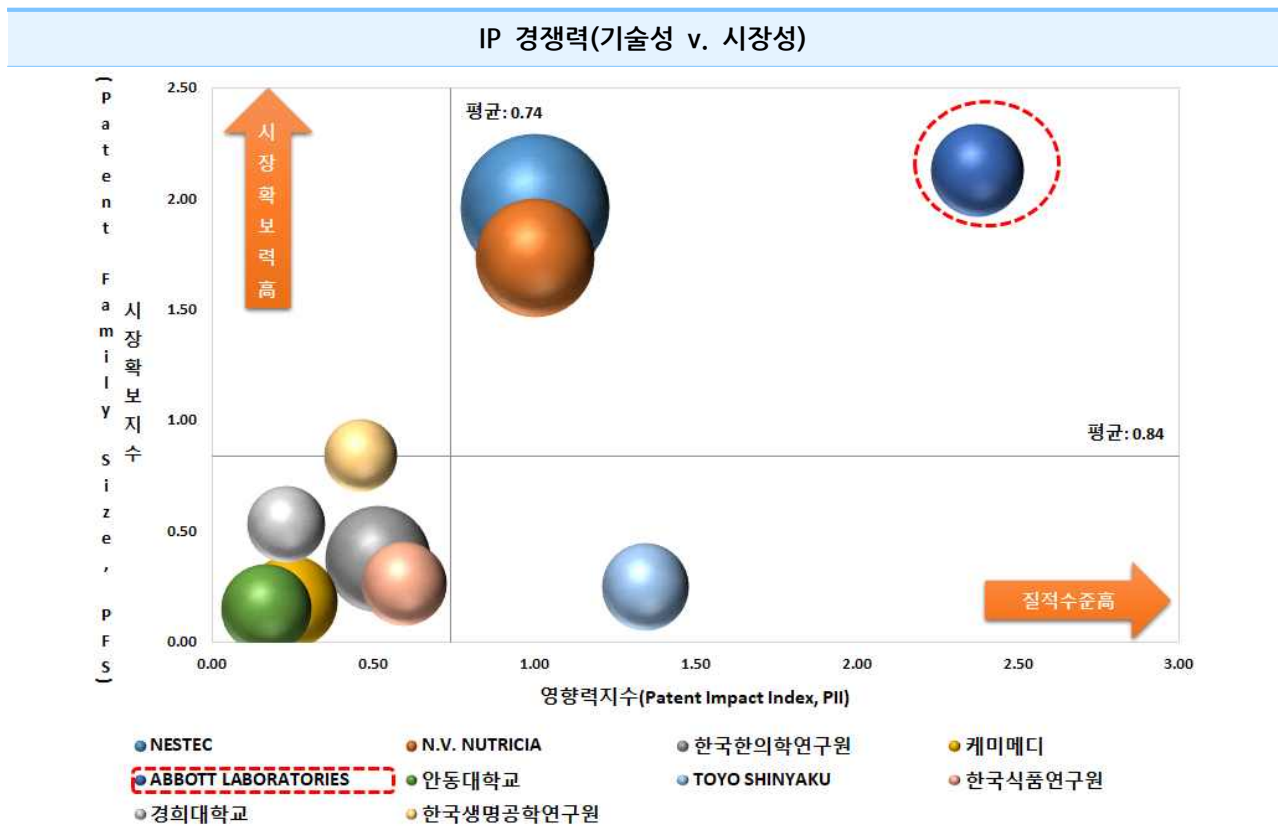 IP 경쟁력(기술성 v. 시장성)
(Patent Family Size, PFS)
시장확보지수
2.50
2.00
1.50
1.00
0.50
0.00
시장확보력高
평균: 0.74
평균: 0.84
질적수준高
0.00 0.50 1.00 1.50 2.00 2.50 3.00
영향력지수(Patent Impact Index, PII)
NESTEC N.V. NUTRICIA 한국한의학연구원 케미메디
ABBOTT LABORATORIES 안동대학교 TOYO SHINYAKU 한국식품연구원
경희대학교 한국생명공학연구원